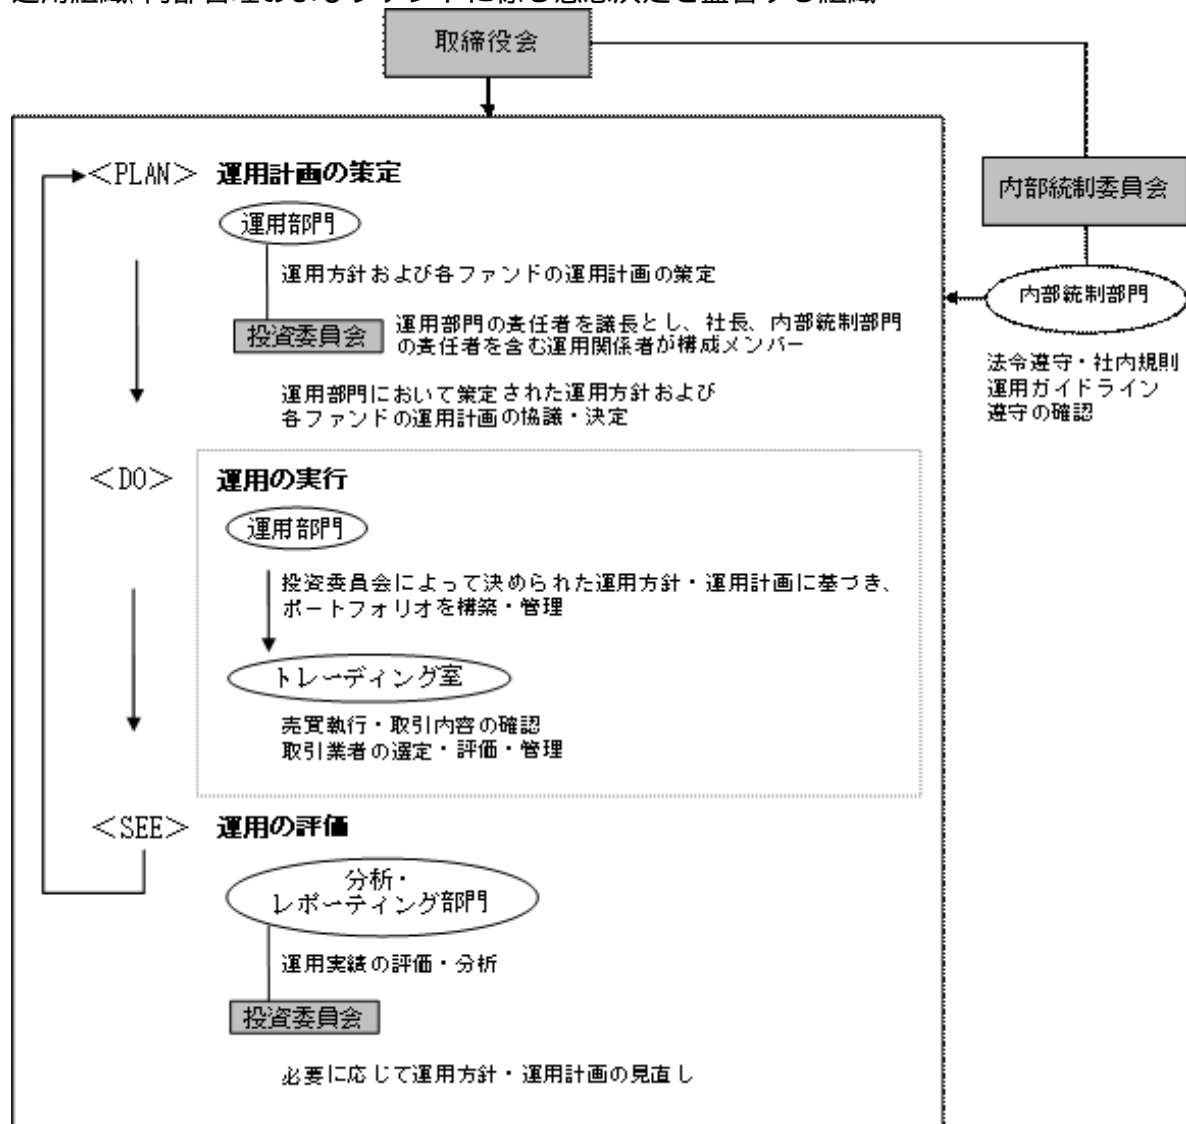 取締役会
内部統制委員会
内部統制部門
法令遵守・社内規則
運用ガイドライン
遵守の確認
<PLAN> 運用計画の策定
運用部門
運用方針および各ファンドの運用計画の策定
投資委員会
運用部門の責任者を議長とし、社長、内部統制部門
の責任者を含む運用関係者が構成メンバー
運用部門において策定された運用方針および
各ファンドの運用計画の協議・決定
<DO> 運用の実行
運用部門
投資委員会によって決められた運用方針・運用計画に基づき、
ポートフォリオを構築・管理
トレーディング室
売買執行・取引内容の確認
取引業者の選定・評価・管理
<SEE> 運用の評価
分析・
レポーティング部門
運用実績の評価・分析
投資委員会
必要に応じて運用方針・運用計画の見直し